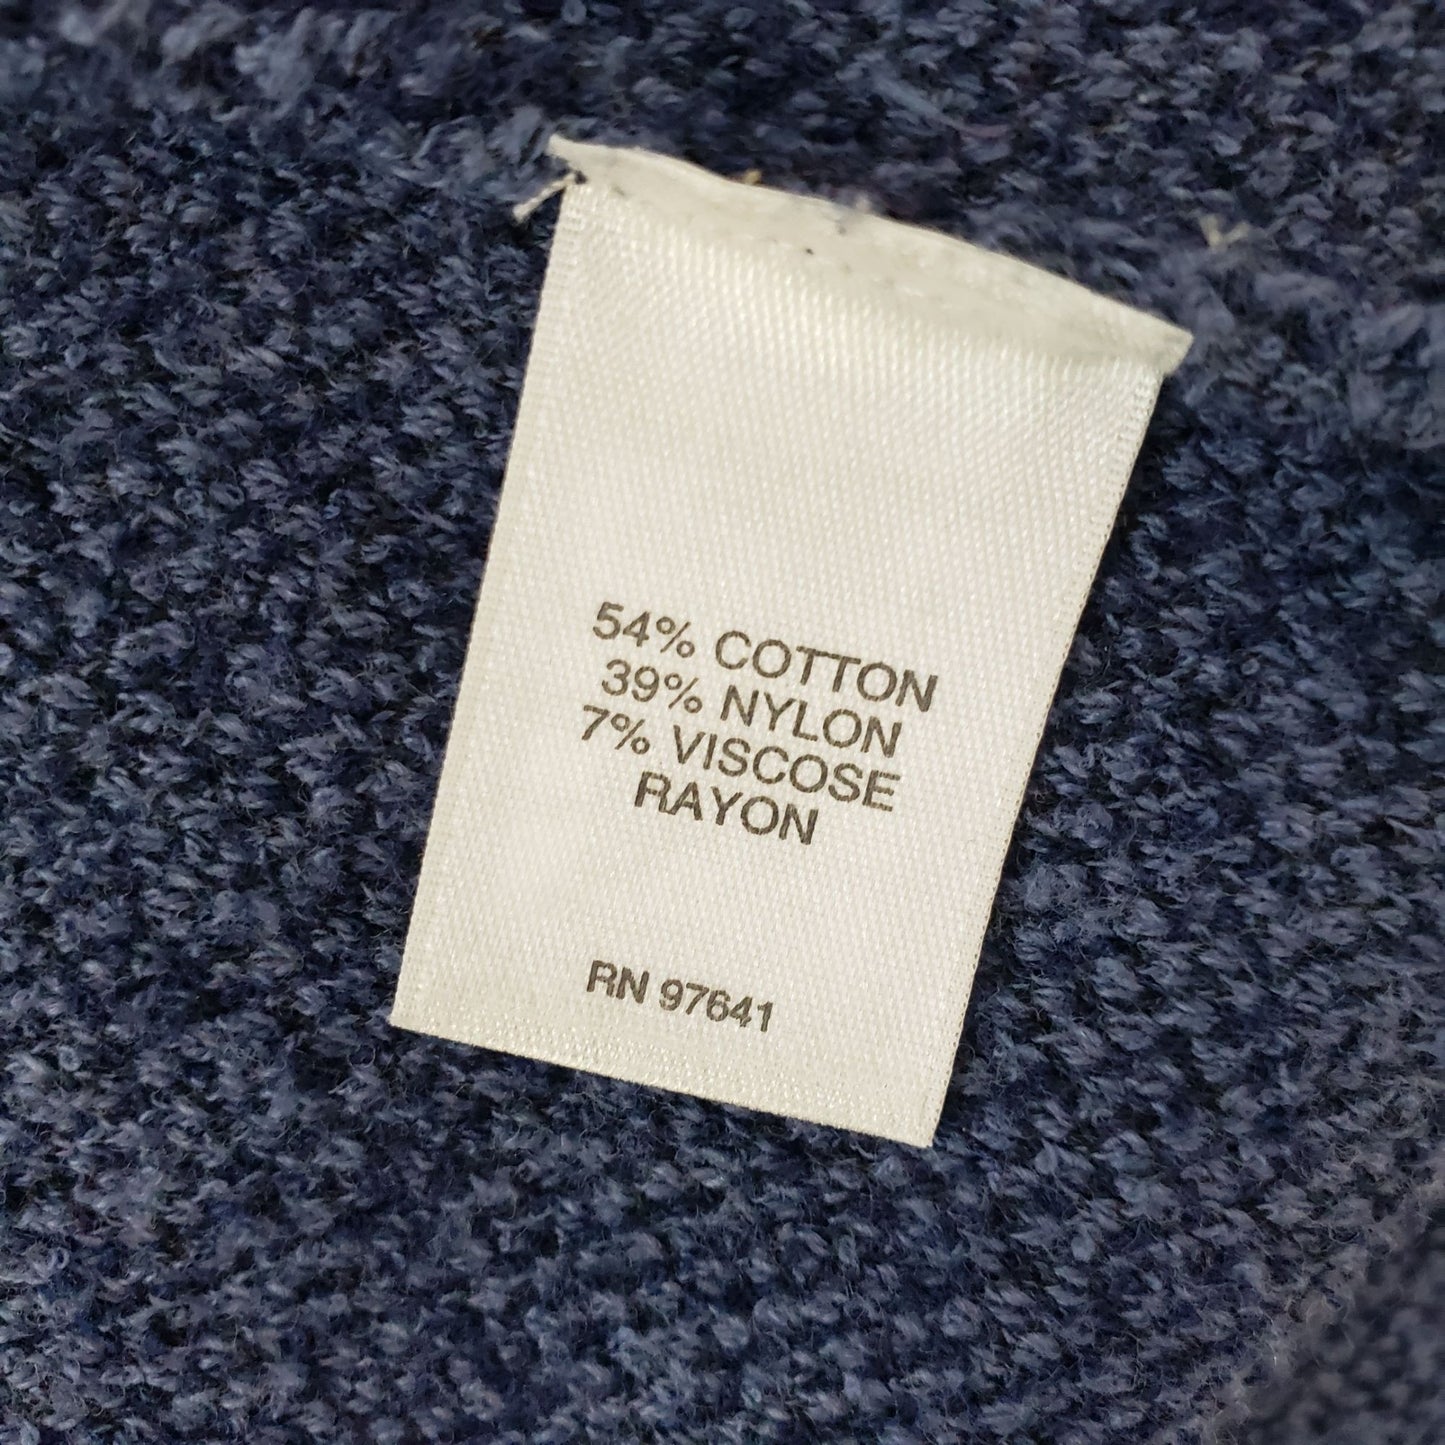 54% COTTON
39% NYLON
7% VISCOSE
RAYON
RN 97641